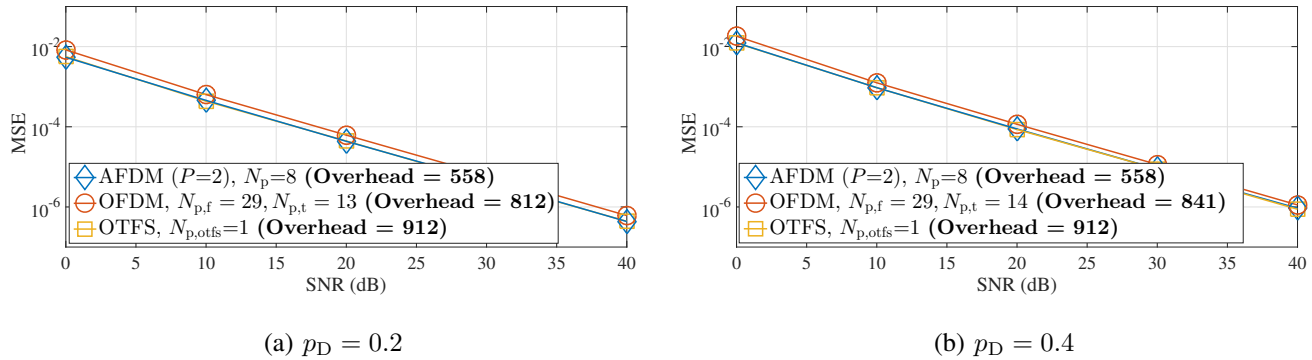 10^-2
10^-4
10^-6
MSE
AFDM (P=2), N_p=8 (Overhead = 558)
OFDM, N_p,f = 29, N_p,t = 13 (Overhead = 812)
OTFS, N_p,otfs=1 (Overhead = 912)
0 5 10 15 20 25 30 35 40
SNR (dB)
(a) p_D = 0.2
10^-2
10^-4
10^-6
MSE
AFDM (P=2), N_p=8 (Overhead = 558)
OFDM, N_p,f = 29, N_p,t = 14 (Overhead = 841)
OTFS, N_p,otfs=1 (Overhead = 912)
0 5 10 15 20 25 30 35 40
SNR (dB)
(b) p_D = 0.4